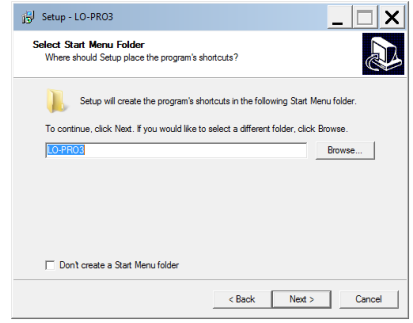 Setup - LO-PRO3
Select Start Menu Folder
Where should Setup place the program's shortcuts?
Setup will create the program's shortcuts in the following Start Menu folder.
To continue, click Next. If you would like to select a different folder, click Browse.
LO-PRO3
Browse...
Don't create a Start Menu folder
< Back
Next >
Cancel